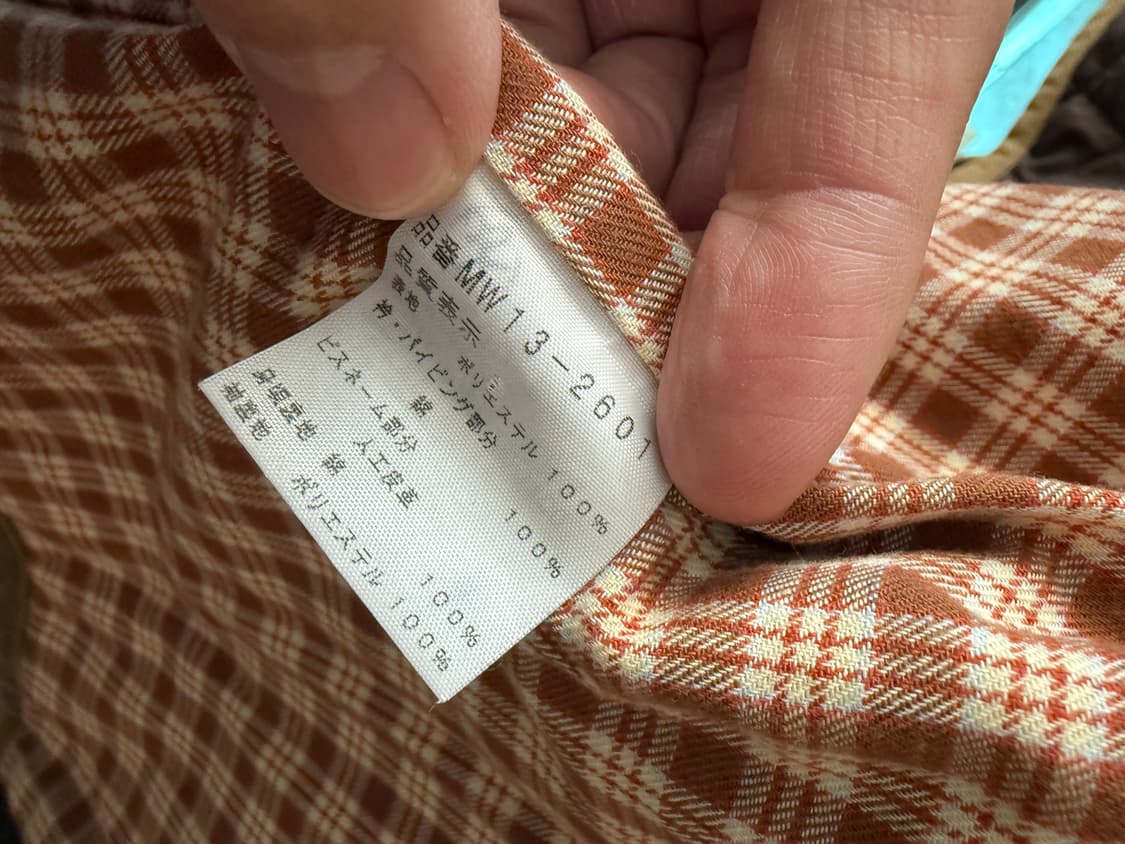 品番 MW13-2601
品質表示
表地 ポリエステル 100%
衿・パイピング部分
綿 100%
ピスネーム部分
人工皮革
身頃裏地 綿 100%
袖裏地 ポリエステル 100%